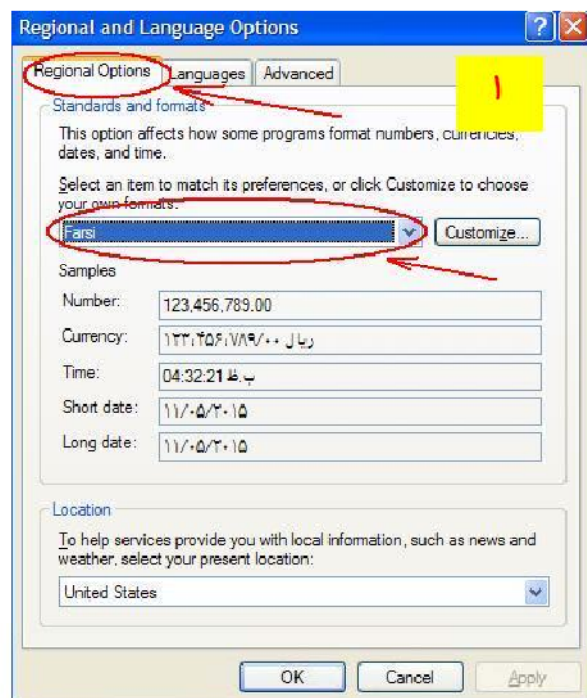 Regional and Language Options
Regional Options Languages Advanced
۱
Standards and formats
This option affects how some programs format numbers, currencies,
dates, and time.
Select an item to match its preferences, or click Customize to choose
your own formats:
Farsi Customize...
Samples
Number: 123,456,789.00
Currency: ریال ۱۲۳،۴۵۶،۷۸۹/۰۰
Time: 04:32:21 ب.ظ
Short date: ۱۱/۰۵/۲۰۱۵
Long date: ۱۱/۰۵/۲۰۱۵
Location
To help services provide you with local information, such as news and
weather, select your present location:
United States
OK Cancel Apply